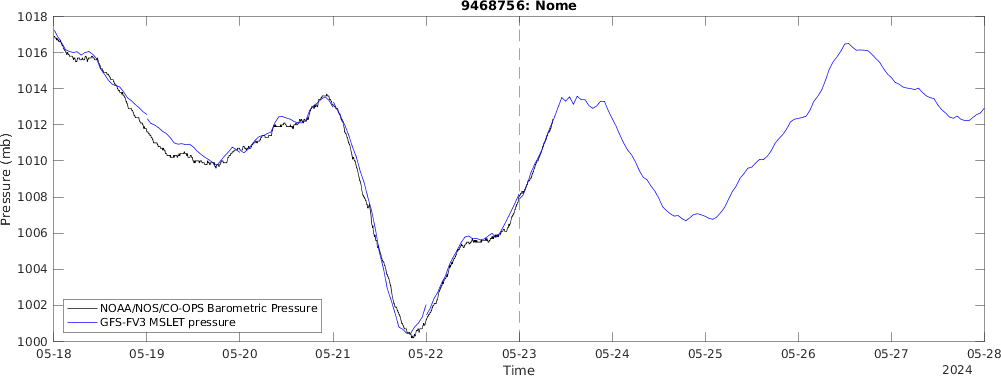 9468756: Nome
Pressure (mb)
1018
1016
1014
1012
1010
1008
1006
1004
1002
1000
NOAA/NOS/CO-OPS Barometric Pressure
GFS-FV3 MSLET pressure
05-18 05-19 05-20 05-21 05-22 05-23 05-24 05-25 05-26 05-27 05-28
Time
2024